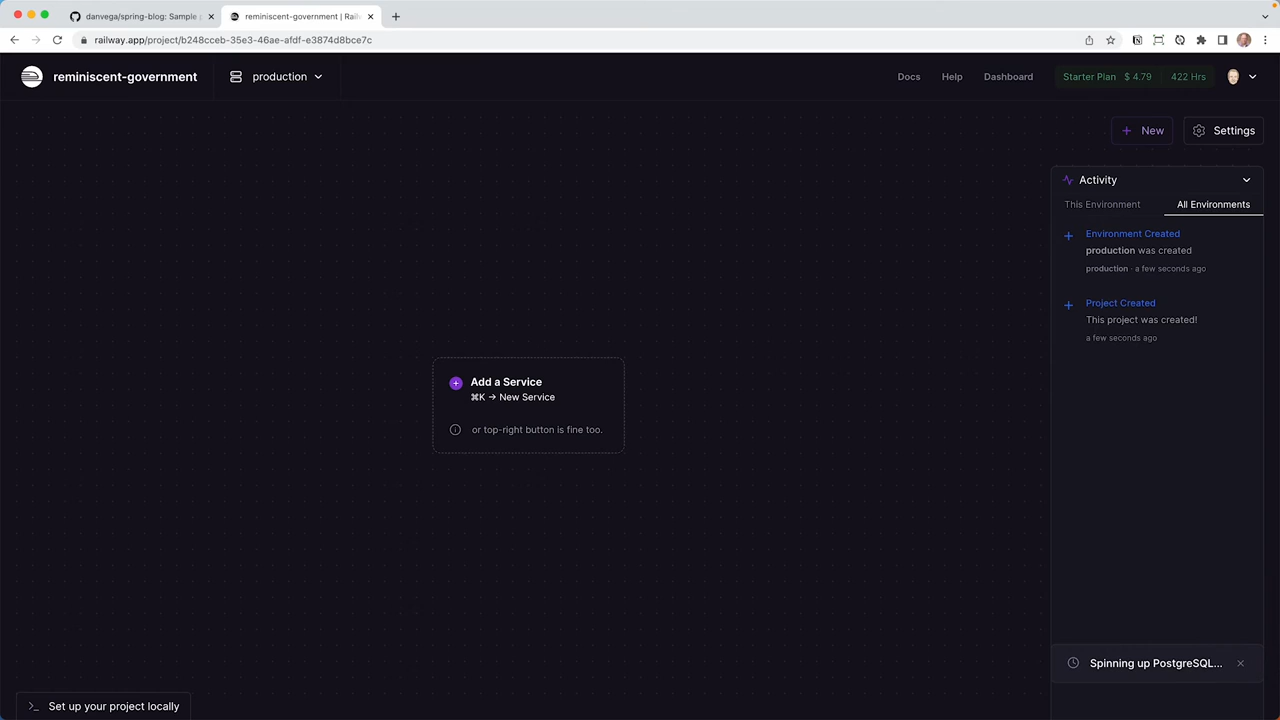 danvega/spring-blog: Sample
reminiscent-government | Rail
railway.app/project/b248cceb-35e3-46ae-afdf-e3874d8bce7c
reminiscent-government
production
Docs
Help
Dashboard
Starter Plan $ 4.79 422 Hrs
New
Settings
Activity
This Environment
All Environments
Environment Created
production was created
production · a few seconds ago
Project Created
This project was created!
a few seconds ago
Add a Service
⌘K → New Service
or top-right button is fine too.
Spinning up PostgreSQL...
Set up your project locally